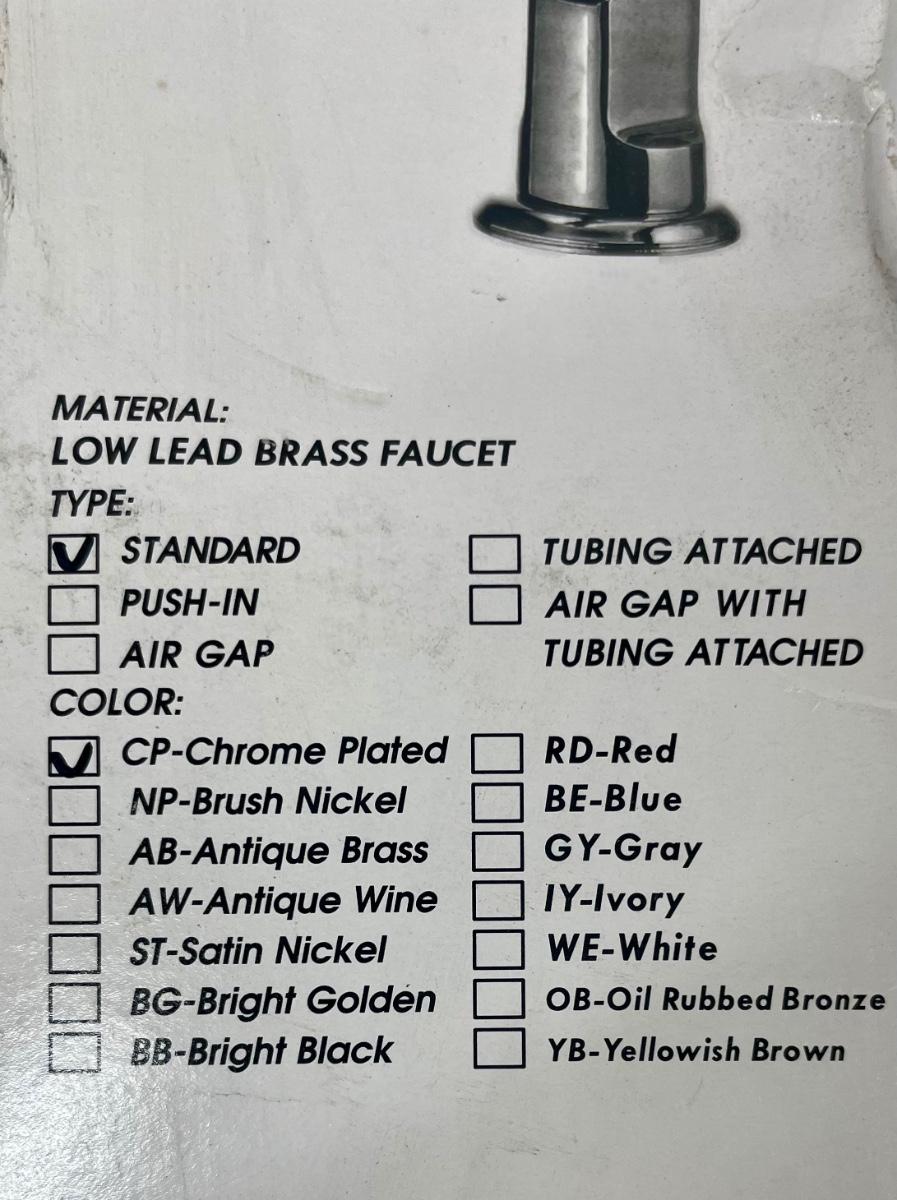 MATERIAL:
LOW LEAD BRASS FAUCET
TYPE:
STANDARD
PUSH-IN
AIR GAP
TUBING ATTACHED
AIR GAP WITH
TUBING ATTACHED
COLOR:
CP-Chrome Plated
NP-Brush Nickel
AB-Antique Brass
AW-Antique Wine
ST-Satin Nickel
BG-Bright Golden
BB-Bright Black
RD-Red
BE-Blue
GY-Gray
IY-Ivory
WE-White
OB-Oil Rubbed Bronze
YB-Yellowish Brown